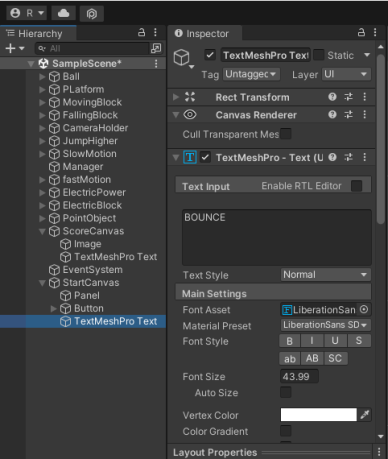 R
Hierarchy
All
SampleScene*
Ball
PLatform
MovingBlock
FallingBlock
CameraHolder
JumpHigher
SlowMotion
Manager
fastMotion
ElectricPower
ElectricBlock
PointObject
ScoreCanvas
Image
TextMeshPro Text
EventSystem
StartCanvas
Panel
Button
TextMeshPro Text
Inspector
TextMeshPro Tex
Static
Tag Untagged
Layer UI
Rect Transform
Canvas Renderer
Cull Transparent Mes
TextMeshPro - Text (U
Text Input
Enable RTL Editor
BOUNCE
Text Style Normal
Main Settings
Font Asset LiberationSan
Material Preset LiberationSans SD
Font Style B I U S
ab AB SC
Font Size 43.99
Auto Size
Vertex Color
Color Gradient
Layout Properties